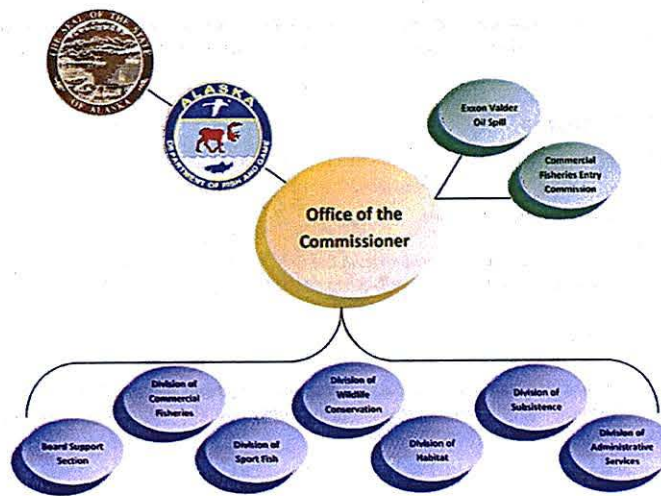 THE SEAL OF THE STATE
OF ALASKA
ALASKA
DEPARTMENT OF FISH AND GAME
Exxon Valdez
Oil Spill
Commercial
Fisheries Entry
Commission
Office of the
Commissioner
Board Support
Section
Division of
Commercial
Fisheries
Division of
Sport Fish
Division of
Wildlife
Conservation
Division of
Habitat
Division of
Subsistence
Division of
Administrative
Services